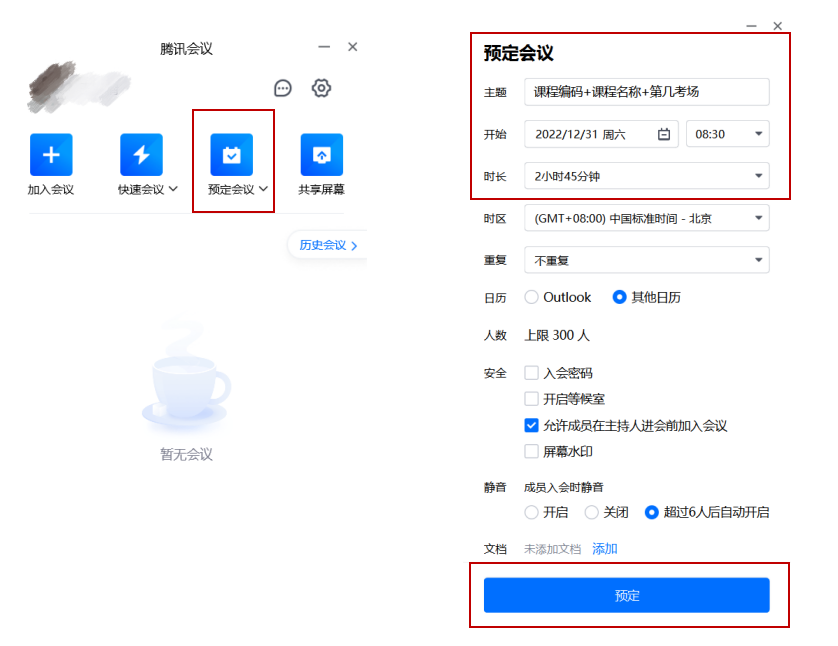 腾讯会议
加入会议
快速会议
预定会议
共享屏幕
历史会议
暂无会议
预定会议
主题 课程编码+课程名称+第几考场
开始 2022/12/31 周六 08:30
时长 2小时45分钟
时区 (GMT+08:00) 中国标准时间 - 北京
重复 不重复
日历 Outlook 其他日历
人数 上限 300 人
安全 入会密码
开启等候室
允许成员在主持人进会前加入会议
屏幕水印
静音 成员入会时静音
开启 关闭 超过6人后自动开启
文档 未添加文档 添加
预定